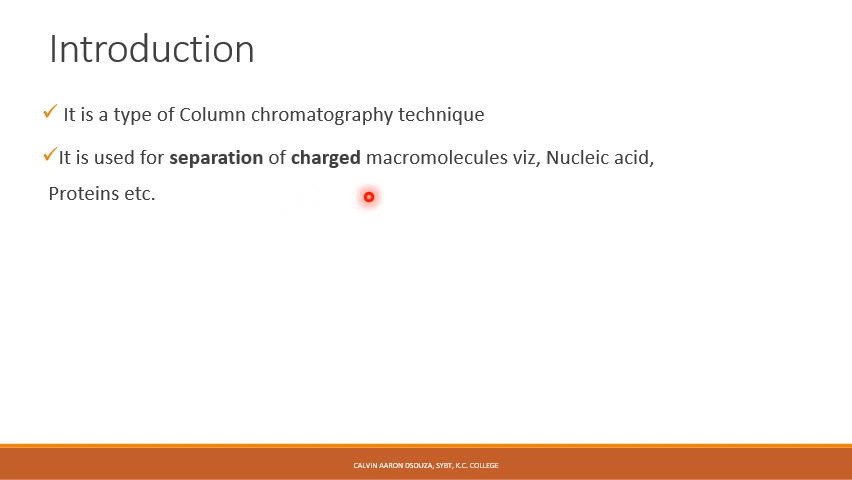 Introduction
✓ It is a type of Column chromatography technique
✓It is used for separation of charged macromolecules viz, Nucleic acid,
Proteins etc.
CALVIN AARON DSOUZA, SYBT, K.C. COLLEGE